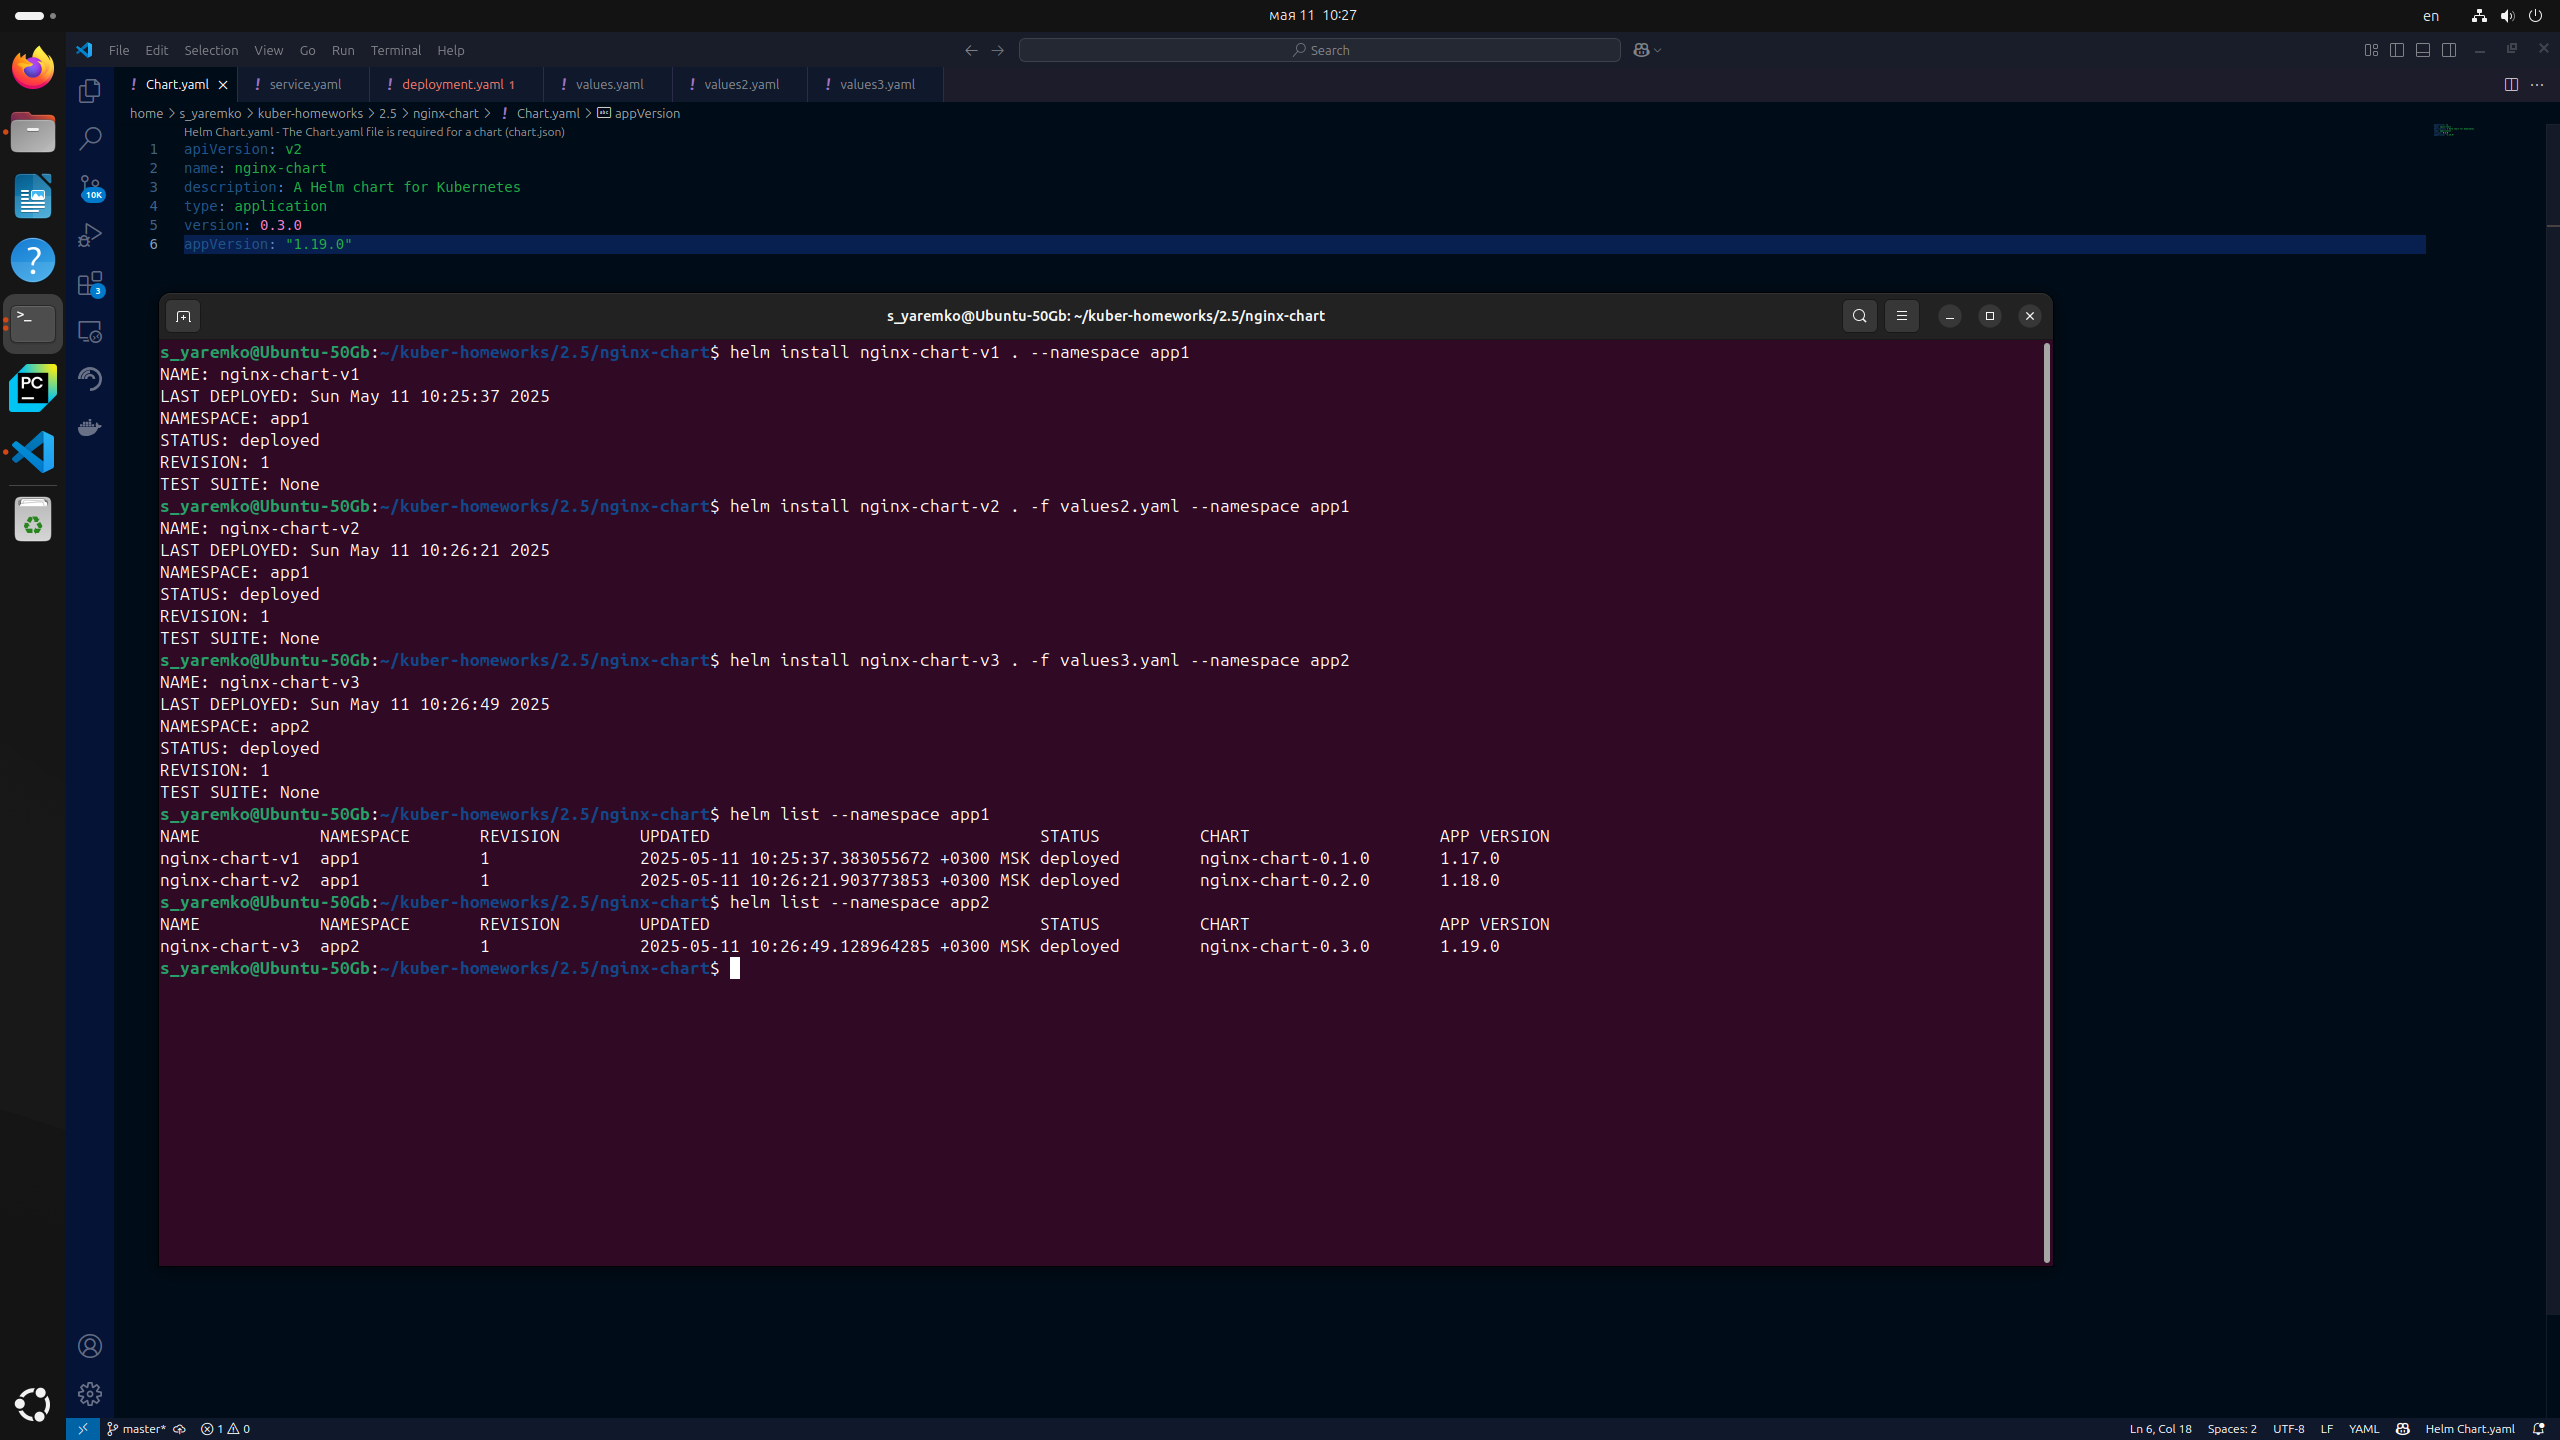 мая 11 10:27
en
File Edit Selection View Go Run Terminal Help
Search
Chart.yaml service.yaml deployment.yaml 1 values.yaml values2.yaml values3.yaml
home > s_yaremko > kuber-homeworks > 2.5 > nginx-chart > Chart.yaml > appVersion
Helm Chart.yaml - The Chart.yaml file is required for a chart (chart.json)
1 apiVersion: v2
2 name: nginx-chart
3 description: A Helm chart for Kubernetes
4 type: application
5 version: 0.3.0
6 appVersion: "1.19.0"
10K
3
PC
s_yaremko@Ubuntu-50Gb: ~/kuber-homeworks/2.5/nginx-chart
s_yaremko@Ubuntu-50Gb:~/kuber-homeworks/2.5/nginx-chart$ helm install nginx-chart-v1 . --namespace app1
NAME: nginx-chart-v1
LAST DEPLOYED: Sun May 11 10:25:37 2025
NAMESPACE: app1
STATUS: deployed
REVISION: 1
TEST SUITE: None
s_yaremko@Ubuntu-50Gb:~/kuber-homeworks/2.5/nginx-chart$ helm install nginx-chart-v2 . -f values2.yaml --namespace app1
NAME: nginx-chart-v2
LAST DEPLOYED: Sun May 11 10:26:21 2025
NAMESPACE: app1
STATUS: deployed
REVISION: 1
TEST SUITE: None
s_yaremko@Ubuntu-50Gb:~/kuber-homeworks/2.5/nginx-chart$ helm install nginx-chart-v3 . -f values3.yaml --namespace app2
NAME: nginx-chart-v3
LAST DEPLOYED: Sun May 11 10:26:49 2025
NAMESPACE: app2
STATUS: deployed
REVISION: 1
TEST SUITE: None
s_yaremko@Ubuntu-50Gb:~/kuber-homeworks/2.5/nginx-chart$ helm list --namespace app1
NAME NAMESPACE REVISION UPDATED STATUS CHART APP VERSION
nginx-chart-v1 app1 1 2025-05-11 10:25:37.383055672 +0300 MSK deployed nginx-chart-0.1.0 1.17.0
nginx-chart-v2 app1 1 2025-05-11 10:26:21.903773853 +0300 MSK deployed nginx-chart-0.2.0 1.18.0
s_yaremko@Ubuntu-50Gb:~/kuber-homeworks/2.5/nginx-chart$ helm list --namespace app2
NAME NAMESPACE REVISION UPDATED STATUS CHART APP VERSION
nginx-chart-v3 app2 1 2025-05-11 10:26:49.128964285 +0300 MSK deployed nginx-chart-0.3.0 1.19.0
s_yaremko@Ubuntu-50Gb:~/kuber-homeworks/2.5/nginx-chart$
master* 1 0 Ln 6, Col 18 Spaces: 2 UTF-8 LF YAML Helm Chart.yaml